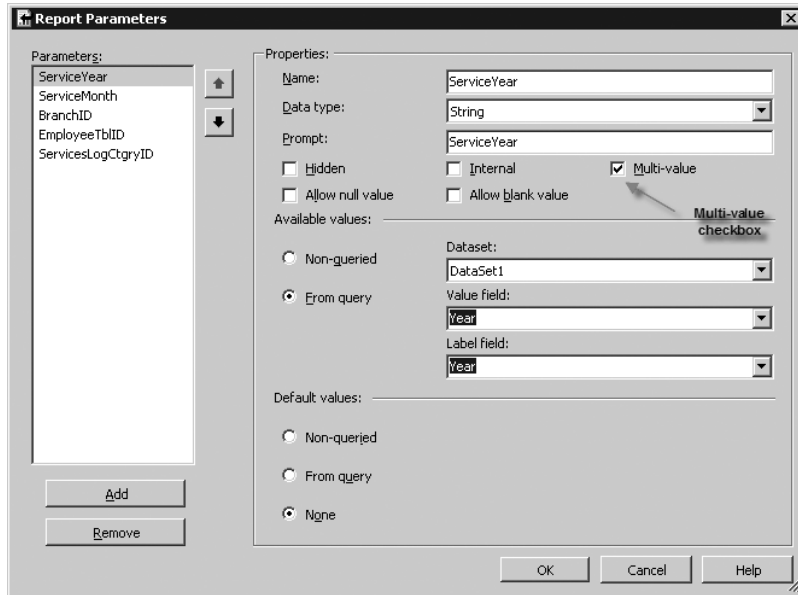 Report Parameters
Parameters:
ServiceYear
ServiceMonth
BranchID
EmployeeTblID
ServicesLogCtgryID
Add
Remove
Properties:
Name:
ServiceYear
Data type:
String
Prompt:
ServiceYear
Hidden
Internal
Multi-value
Allow null value
Allow blank value
Multi-value
checkbox
Available values:
Non-queried
From query
Dataset:
DataSet1
Value field:
Year
Label field:
Year
Default values:
Non-queried
From query
None
OK
Cancel
Help